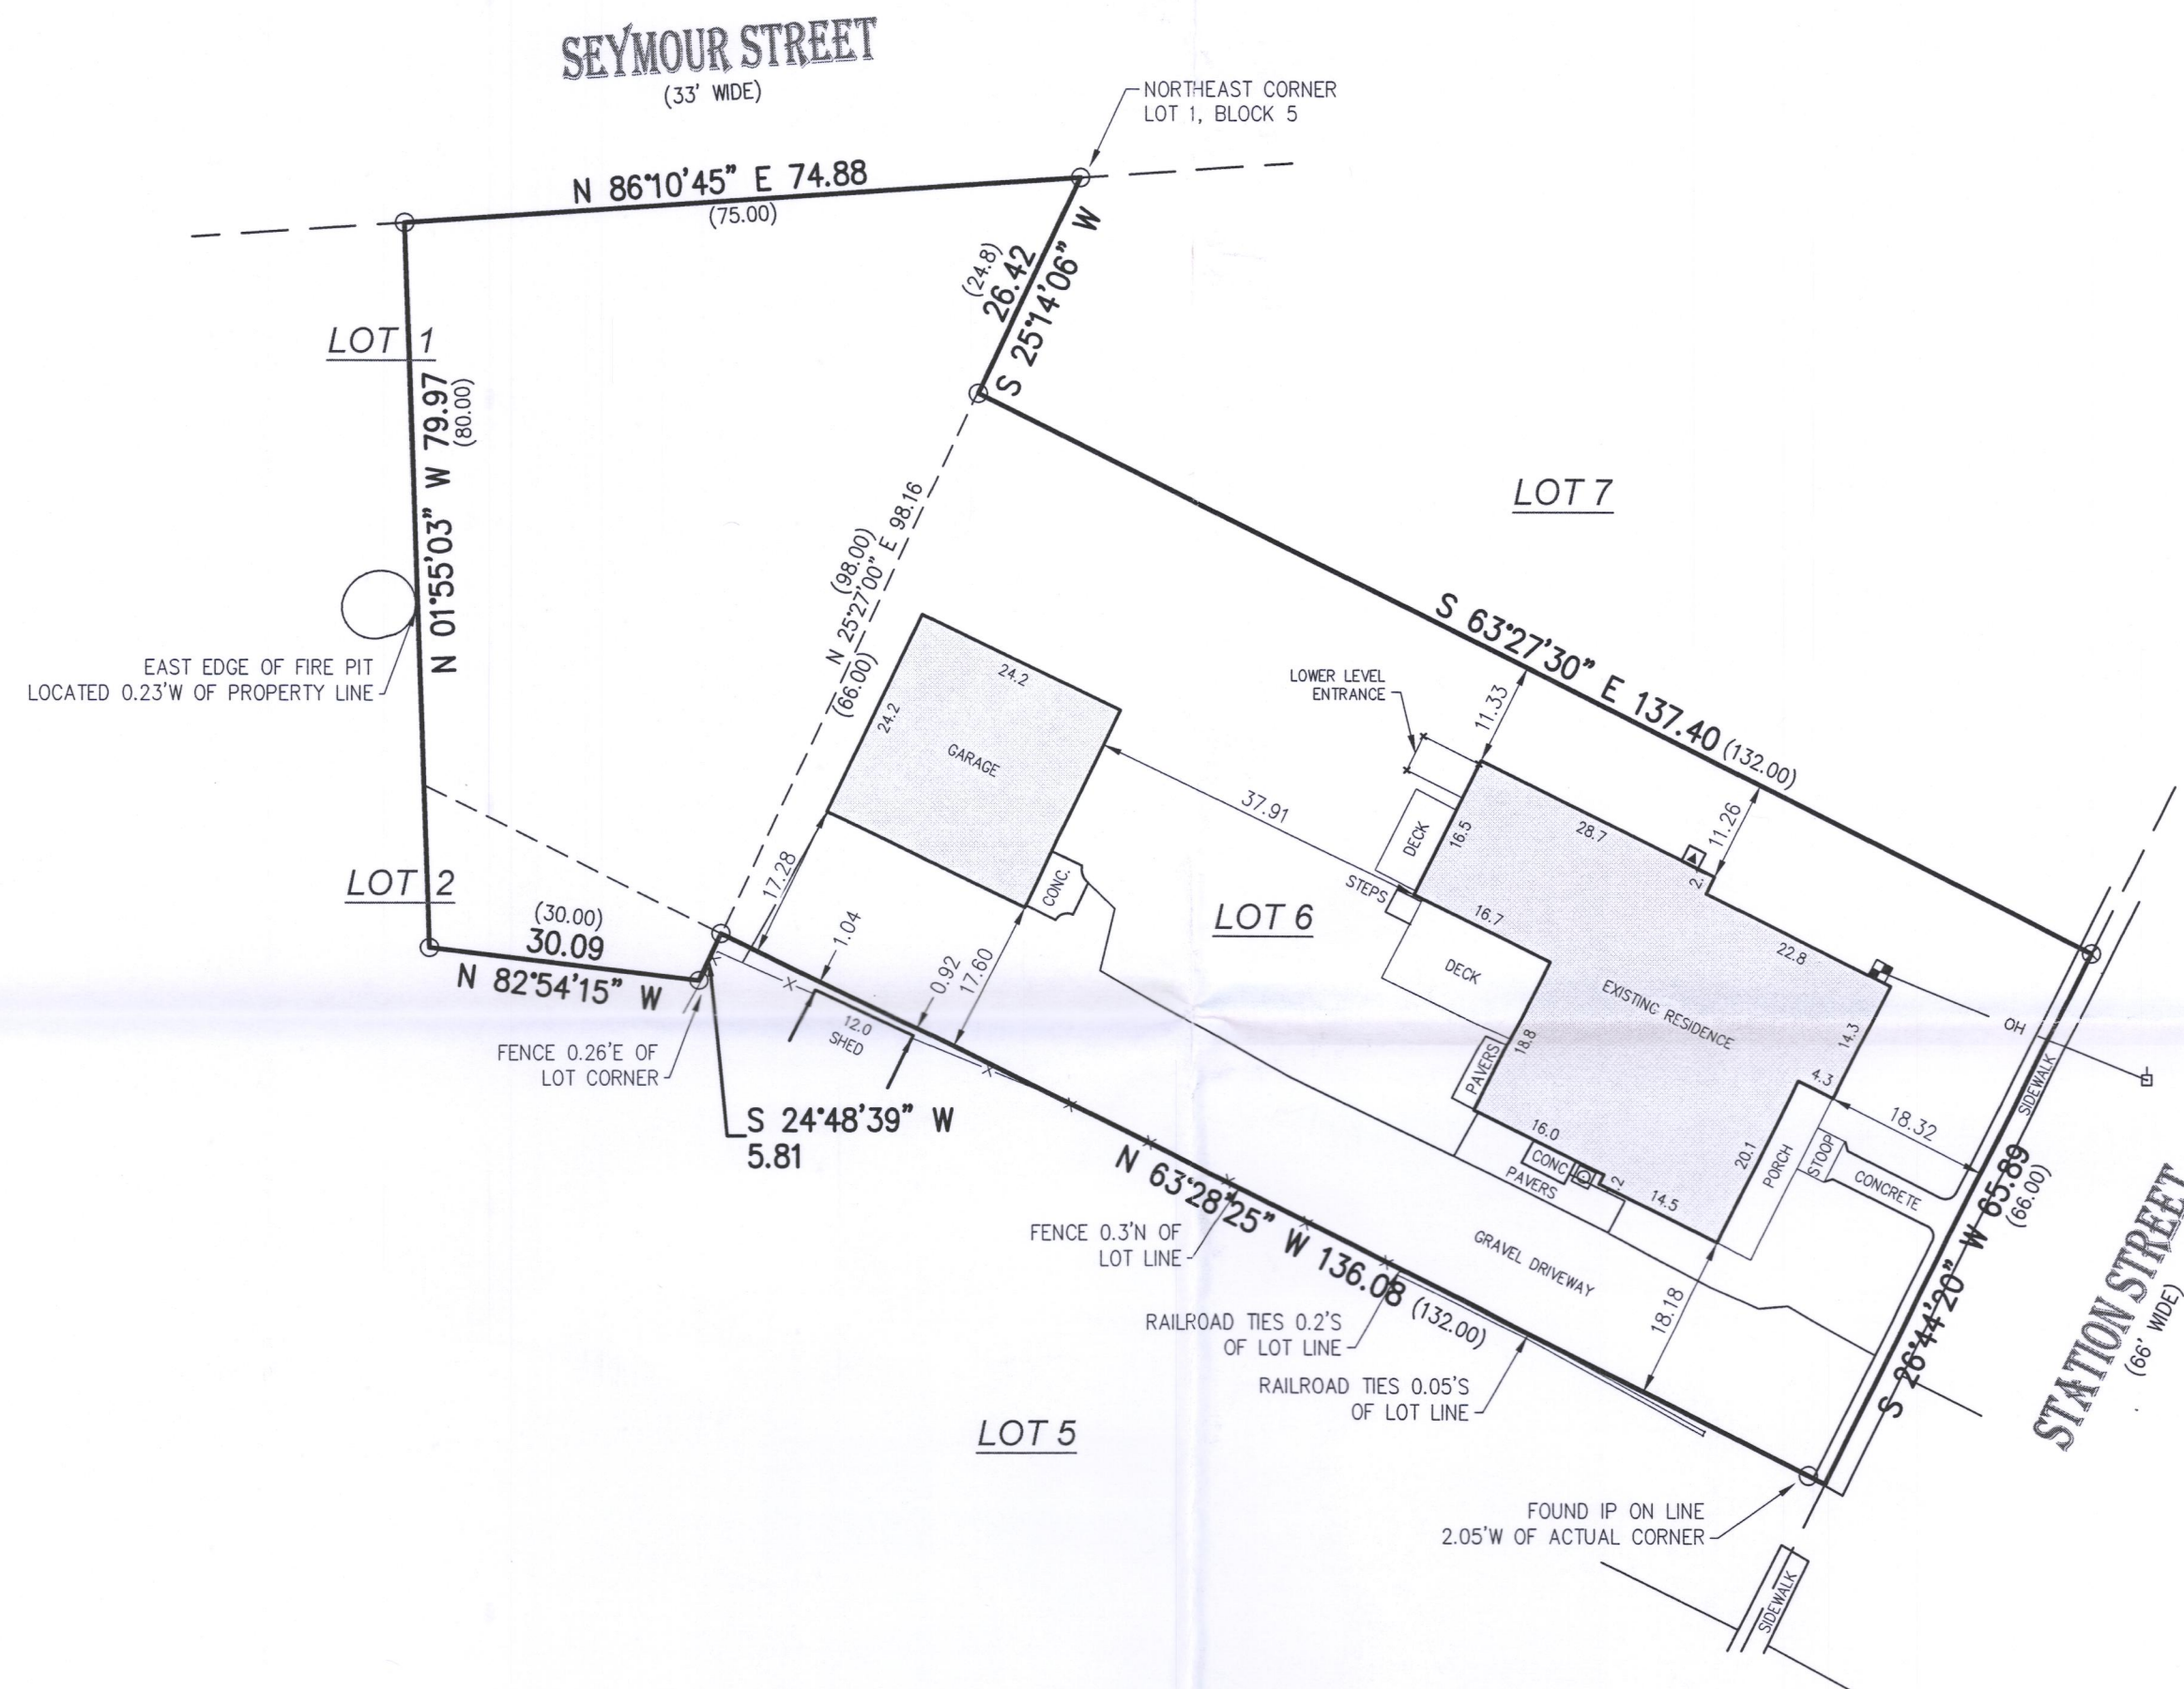 SEYMOUR STREET
(33' WIDE)
NORTHEAST CORNER
LOT 1, BLOCK 5
N 86°10'45" E 74.88
(75.00)
(24.8)
26.42
S 25°14'06" W
LOT 1
N 01°55'03" W 79.97
(80.00)
EAST EDGE OF FIRE PIT
LOCATED 0.23'W OF PROPERTY LINE
LOT 7
(98.00)
N 25°27'00" E 98.16
(66.00)
S 63°27'30" E 137.40 (132.00)
LOWER LEVEL
ENTRANCE
11.33
24.2
24.2
GARAGE
37.91
DECK
16.5
28.7
11.26
2.
STEPS
16.7
LOT 6
CONC.
17.28
1.04
0.92
17.60
DECK
22.8
EXISTING RESIDENCE
OH
14.3
4.3
SIDEWALK
18.32
LOT 2
(30.00)
30.09
N 82°54'15" W
12.0
SHED
FENCE 0.26'E OF
LOT CORNER
S 24°48'39" W
5.81
PAVERS
18.8
16.0
CONC.
PAVERS
.2
14.5
20.1
PORCH
STOOP
CONCRETE
S 26°44'20" W 65.89
(66.00)
STATION STREET
(66' WIDE)
N 63°28'25" W 136.08 (132.00)
FENCE 0.3'N OF
LOT LINE
GRAVEL DRIVEWAY
18.18
RAILROAD TIES 0.2'S
OF LOT LINE
RAILROAD TIES 0.05'S
OF LOT LINE
LOT 5
FOUND IP ON LINE
2.05'W OF ACTUAL CORNER
SIDEWALK